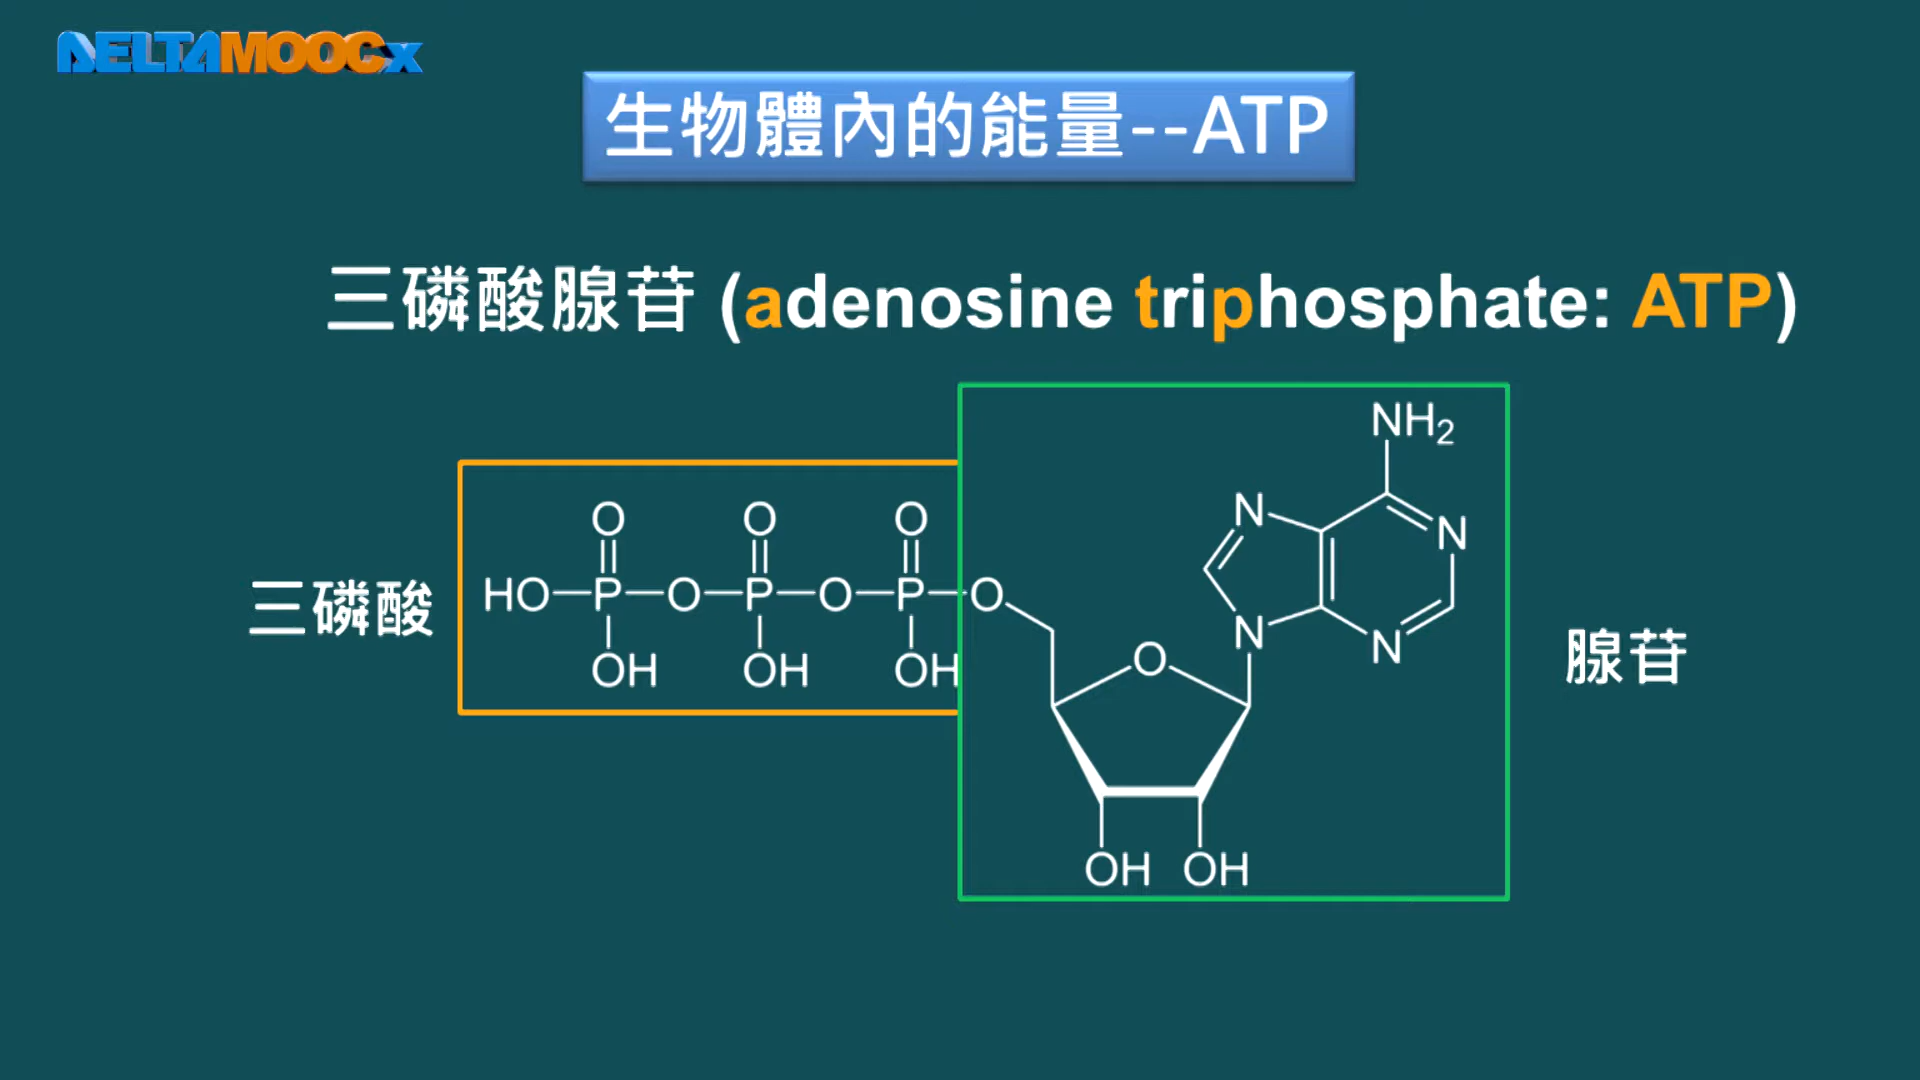 DELTAMOOCx
生物體內的能量--ATP
三磷酸腺苷 (adenosine triphosphate: ATP)
NH2
O O O N N
三磷酸 HO P O P O P O
OH OH OH O N N 腺苷
OH OH